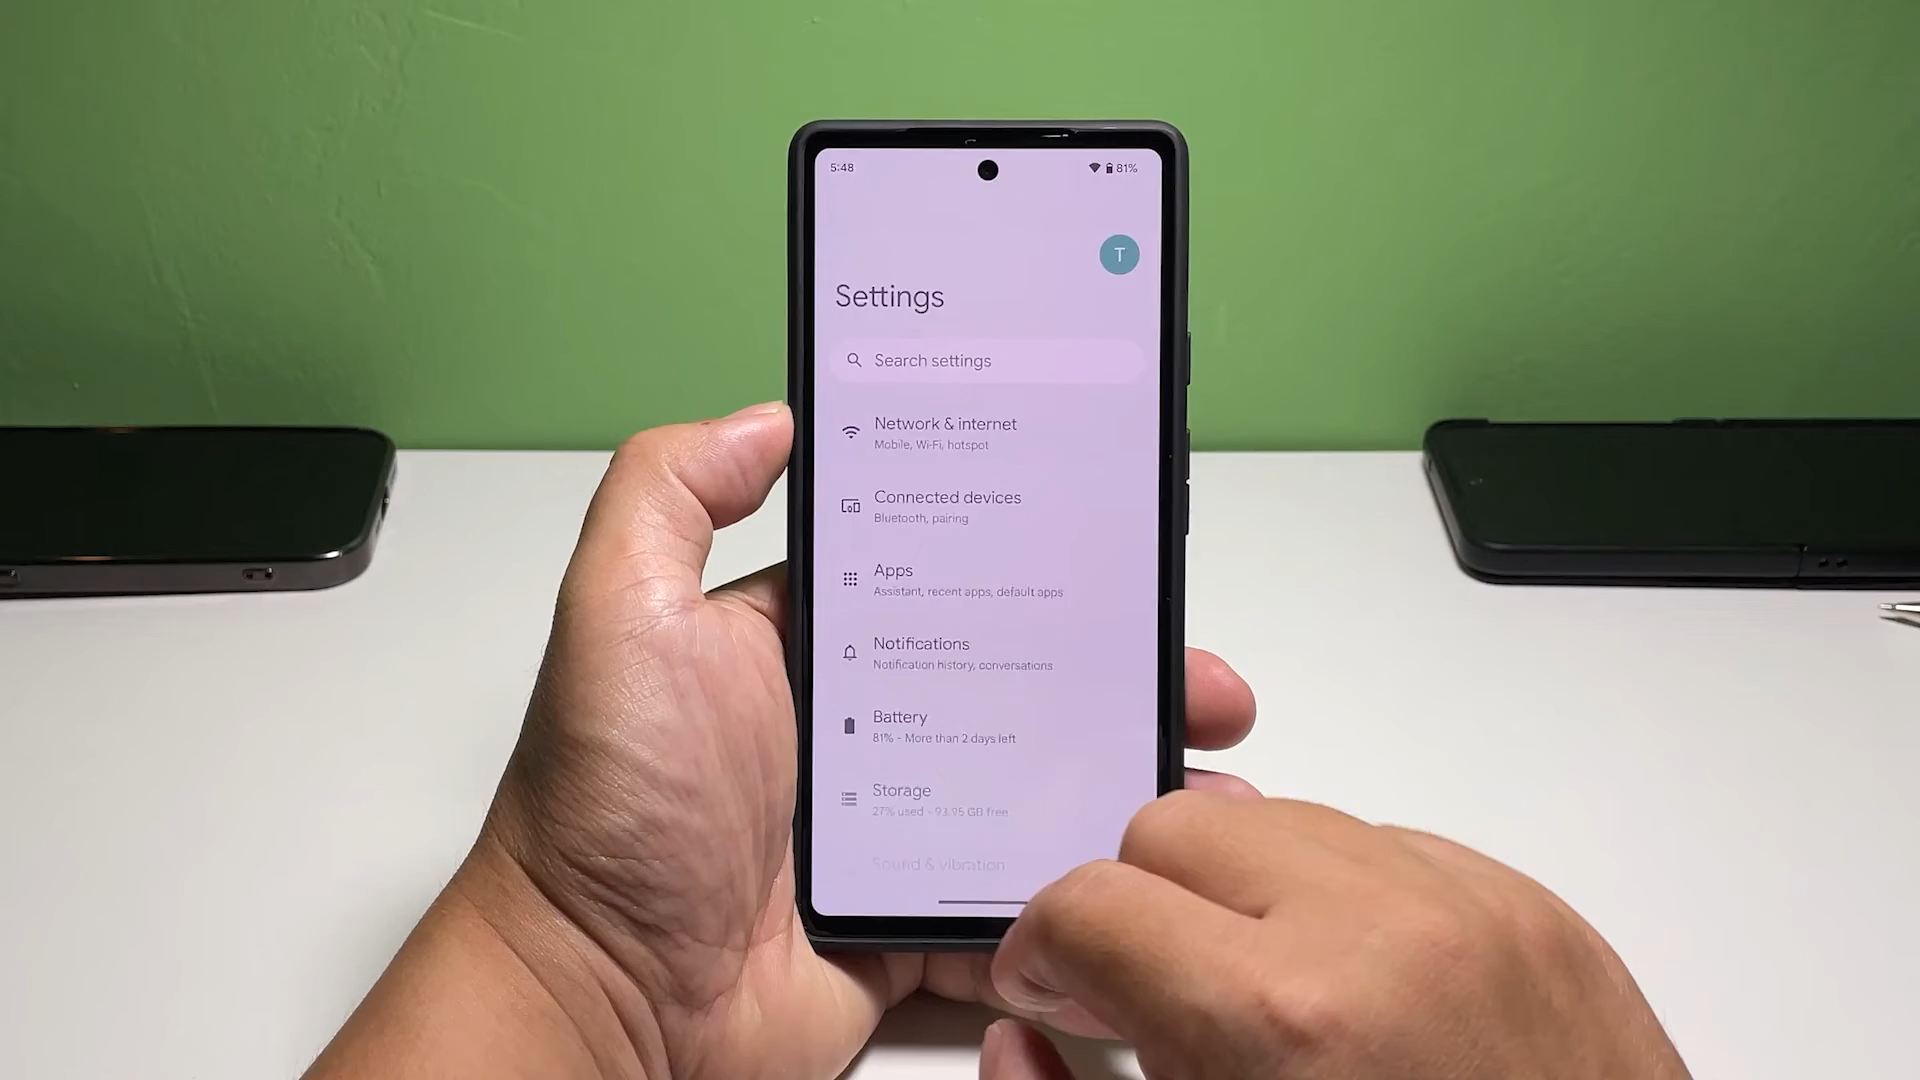 5:48
81%
T
Settings
Search settings
Network & internet
Mobile, Wi-Fi, hotspot
Connected devices
Bluetooth, pairing
Apps
Assistant, recent apps, default apps
Notifications
Notification history, conversations
Battery
81% - More than 2 days left
Storage
27% used - 93.95 GB free
Sound & vibration